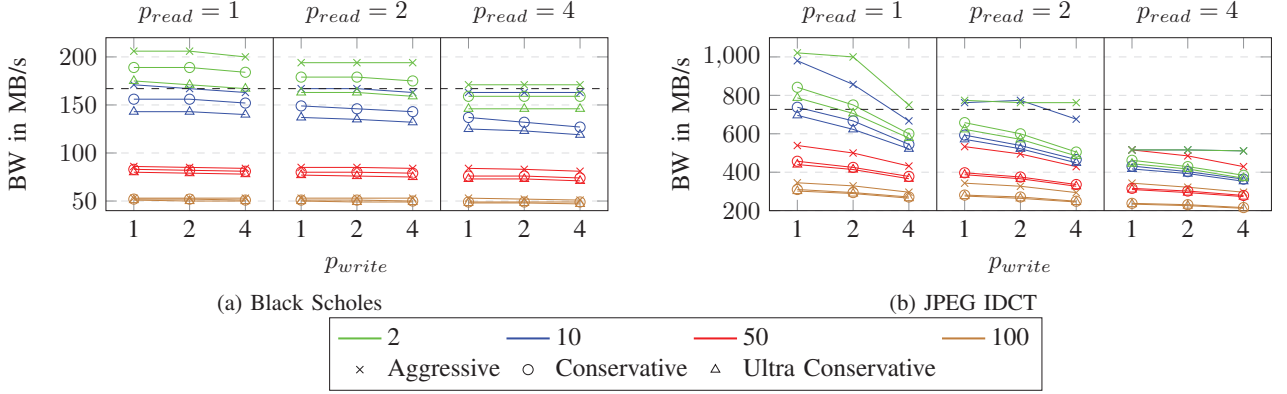 p_read = 1 p_read = 2 p_read = 4
BW in MB/s
200
150
100
50
1 2 4 1 2 4 1 2 4
p_write
(a) Black Scholes
p_read = 1 p_read = 2 p_read = 4
BW in MB/s
1,000
800
600
400
200
1 2 4 1 2 4 1 2 4
p_write
(b) JPEG IDCT
2 10 50 100
Aggressive Conservative Ultra Conservative